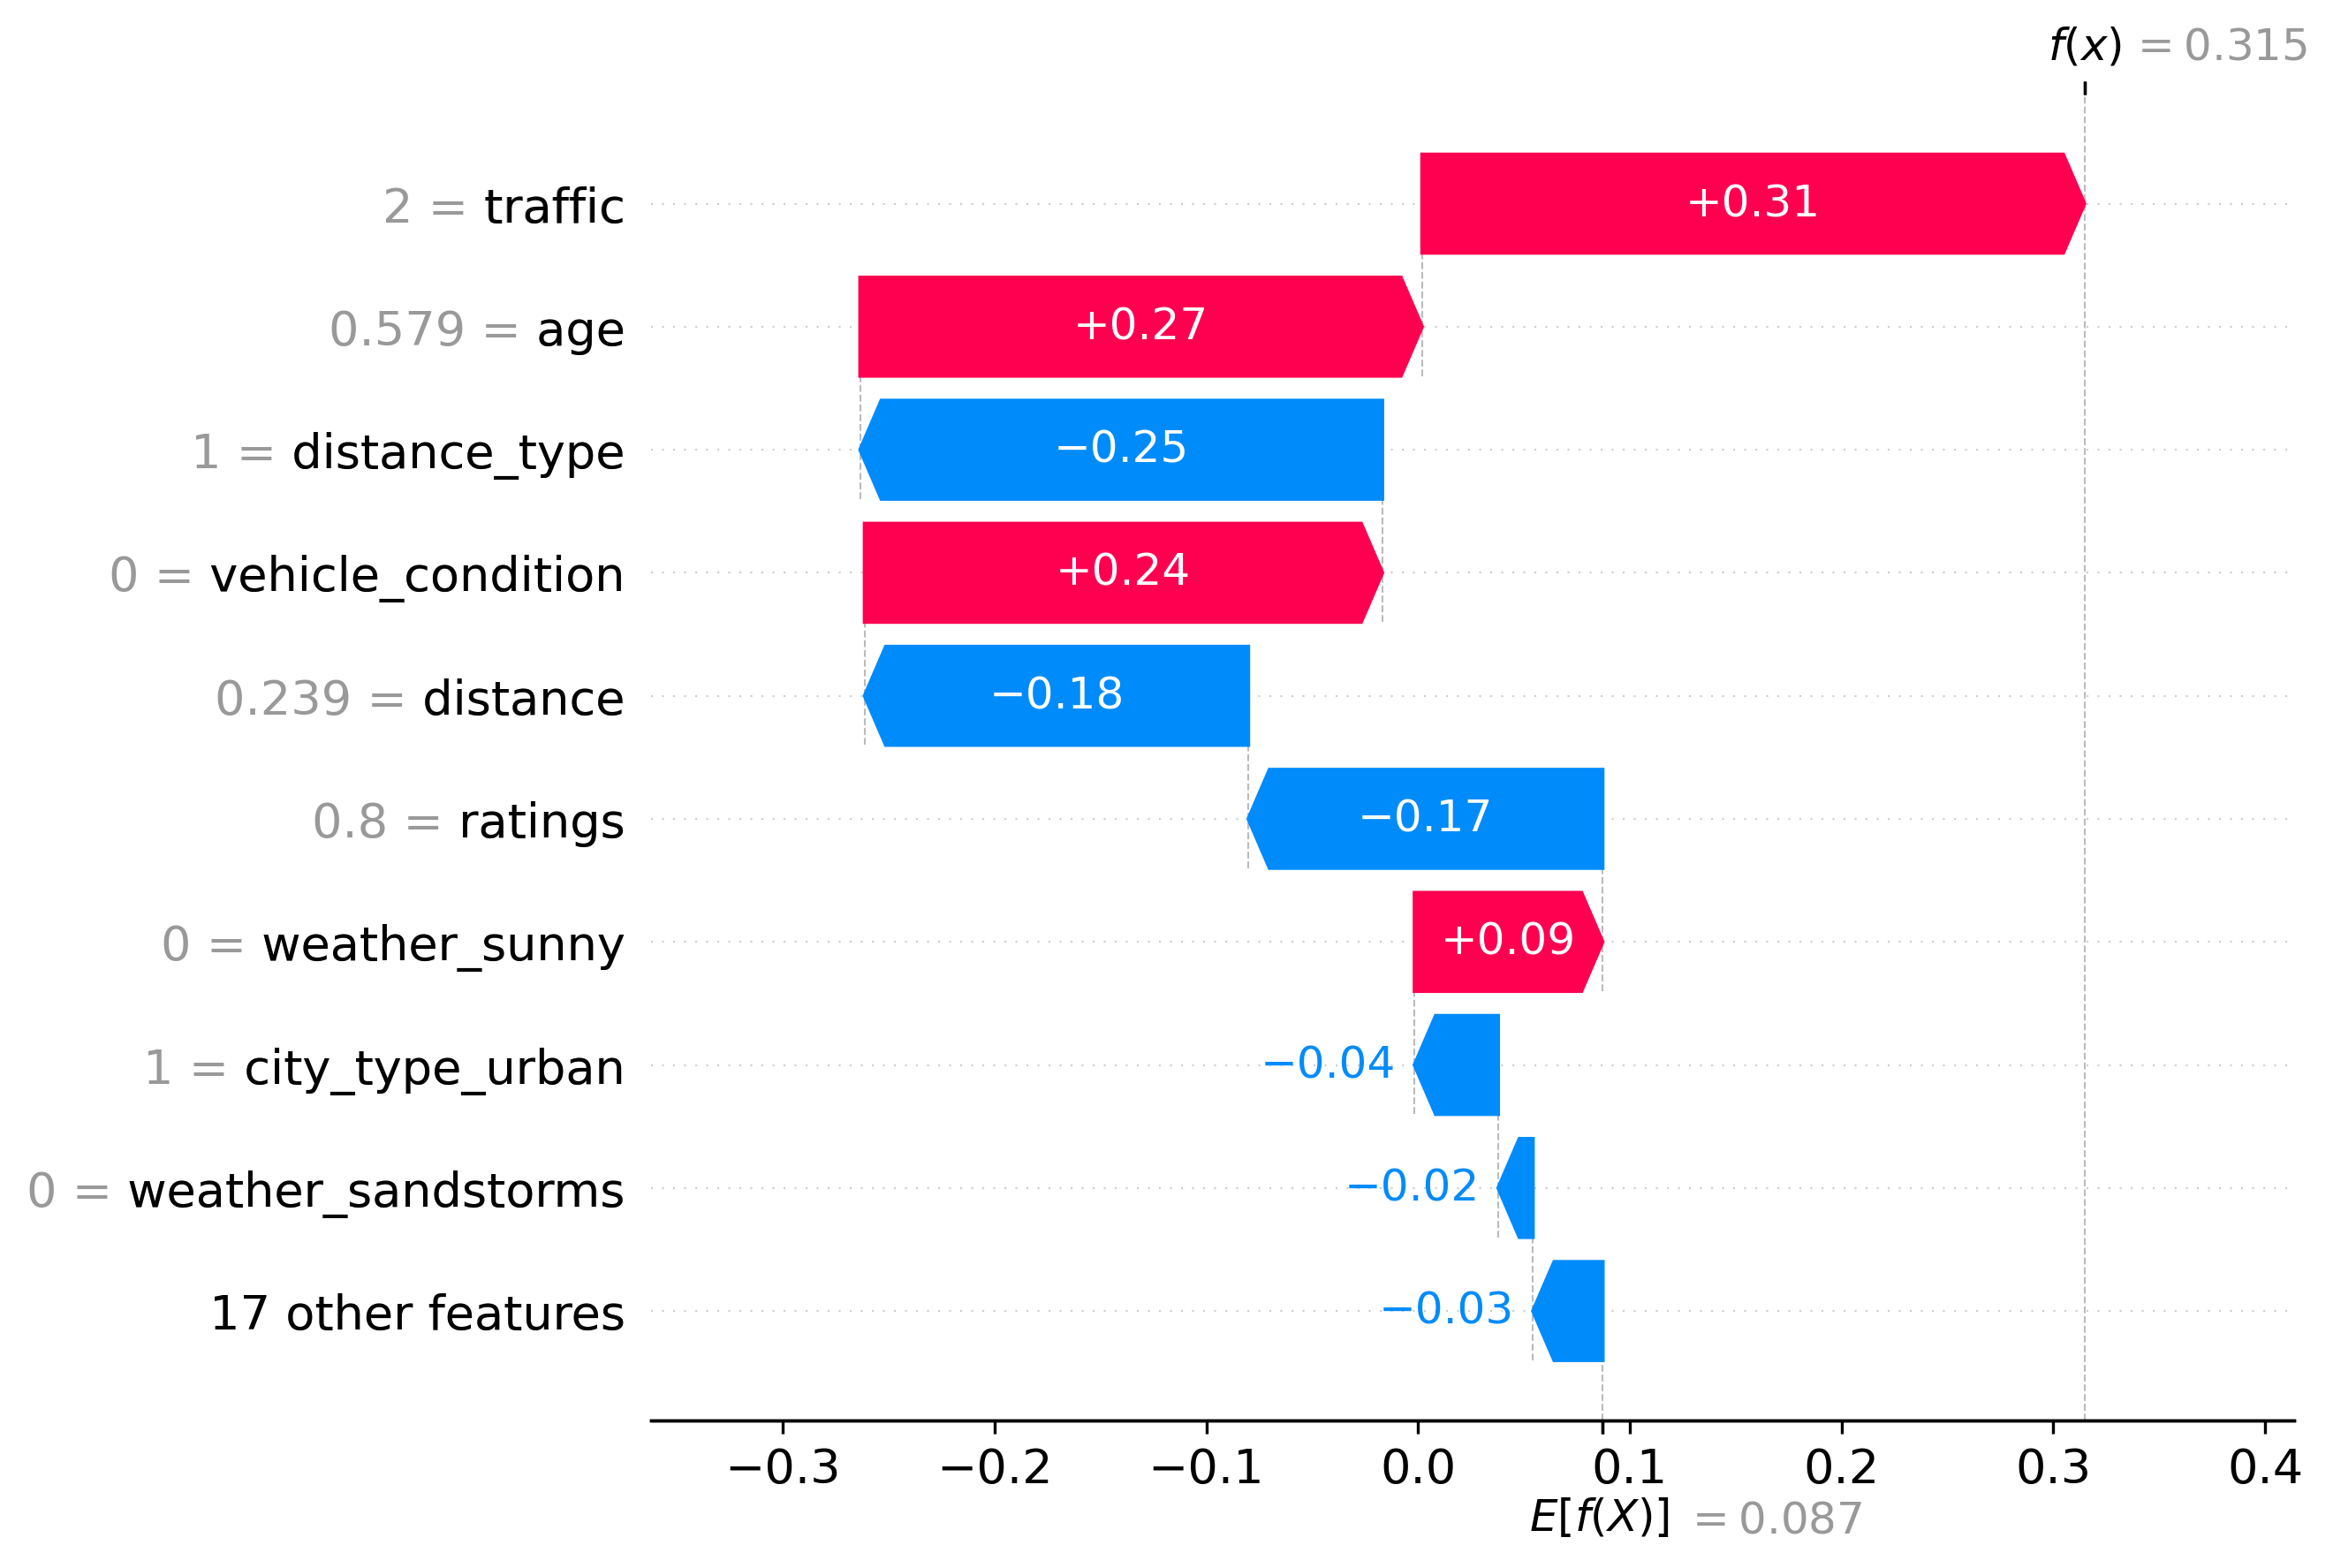 f(x) = 0.315
2 = traffic +0.31
0.579 = age +0.27
1 = distance_type −0.25
0 = vehicle_condition +0.24
0.239 = distance −0.18
0.8 = ratings −0.17
0 = weather_sunny +0.09
1 = city_type_urban −0.04
0 = weather_sandstorms −0.02
17 other features −0.03
−0.3 −0.2 −0.1 0.0 0.1 0.2 0.3 0.4
E[f(X)] = 0.087